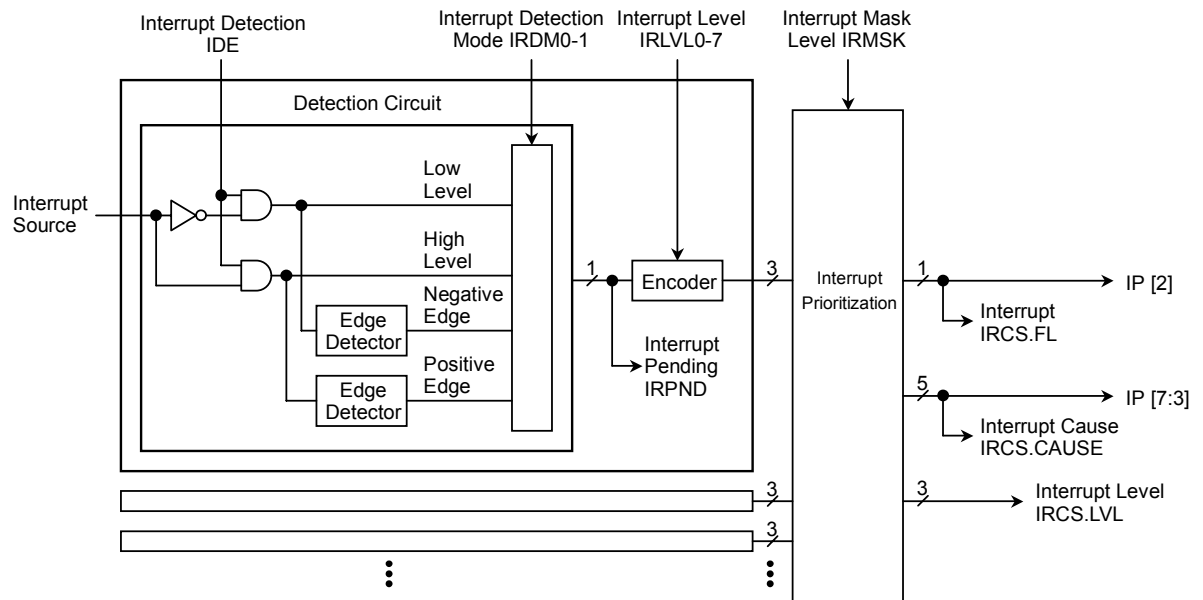 Interrupt Detection
IDE
Interrupt Detection
Mode IRDM0-1
Interrupt Level
IRLVL0-7
Interrupt Mask
Level IRMSK
Detection Circuit
Interrupt
Source
Low
Level
High
Level
Negative
Edge
Positive
Edge
Edge
Detector
Edge
Detector
1
Encoder
3
Interrupt
Pending
IRPND
Interrupt
Prioritization
1
IP [2]
Interrupt
IRCS.FL
5
IP [7:3]
Interrupt Cause
IRCS.CAUSE
3
3
Interrupt Level
IRCS.LVL
3